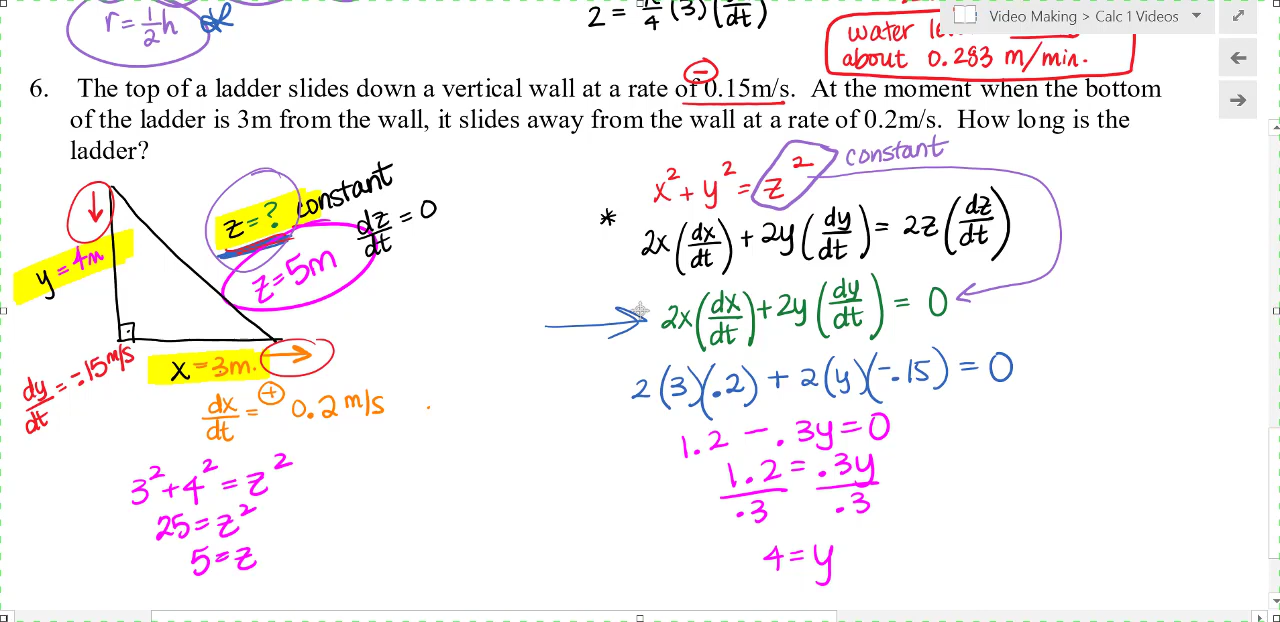 r = ½h
2 = /4 (3)(/dt)
Video Making > Calc 1 Videos
water
about 0.283 m/min.
6. The top of a ladder slides down a vertical wall at a rate of 0.15m/s. At the moment when the bottom
of the ladder is 3m from the wall, it slides away from the wall at a rate of 0.2m/s. How long is the
ladder?
−
z = ? constant
dz/dt = 0
z = 5m
y = 4m
x = 3m.
dy/dt = -.15 m/s
dx/dt = + 0.2 m/s
3² + 4² = z²
25 = z²
5 = z
x² + y² = z² constant
* 2x(dx/dt) + 2y(dy/dt) = 2z(dz/dt)
2x(dx/dt) + 2y(dy/dt) = 0
2(3)(.2) + 2(y)(-.15) = 0
1.2 - .3y = 0
1.2 = .3y
.3 .3
4 = y